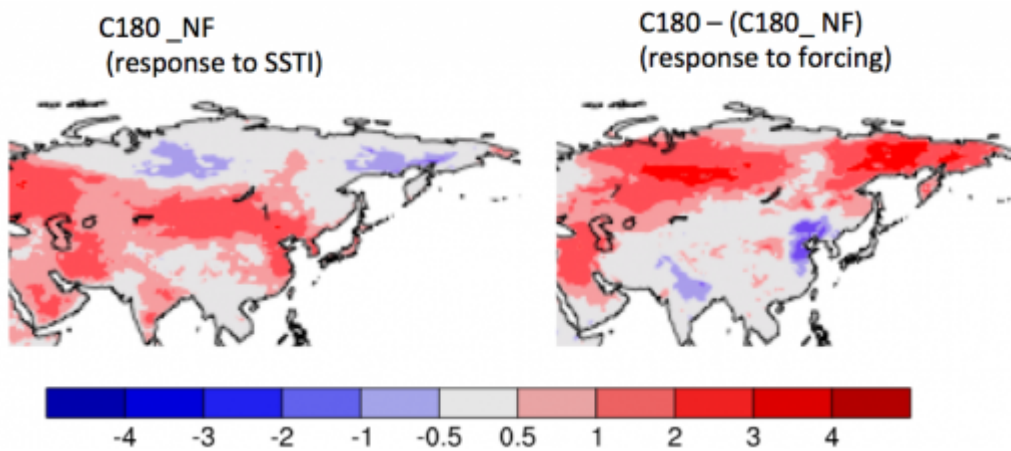 C180 _NF
(response to SSTI)
C180 – (C180_ NF)
(response to forcing)
-4 -3 -2 -1 -0.5 0.5 1 2 3 4